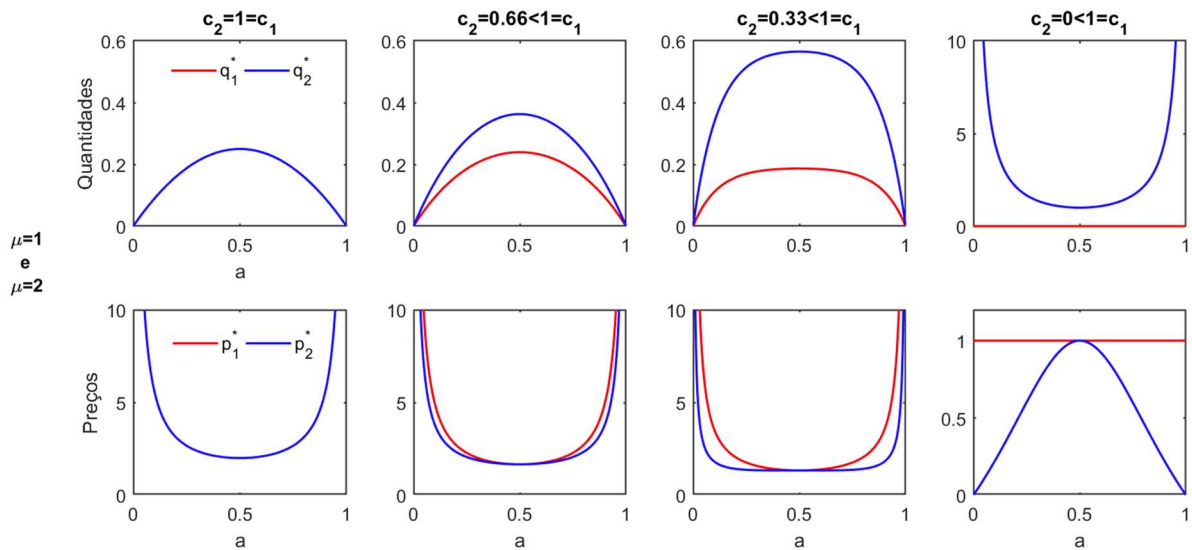 c₂=1=c₁
c₂=0.66<1=c₁
c₂=0.33<1=c₁
c₂=0<1=c₁
μ=1
e
μ=2
Quantidades
0.6
0.4
0.2
0
q₁* q₂*
0 0.5 1
a
0.6
0.4
0.2
0
0 0.5 1
0.6
0.4
0.2
0
0 0.5 1
10
5
0
0 0.5 1
Preços
10
5
0
p₁* p₂*
0 0.5 1
a
10
5
0
0 0.5 1
a
10
5
0
0 0.5 1
a
1
0.5
0
0 0.5 1
a